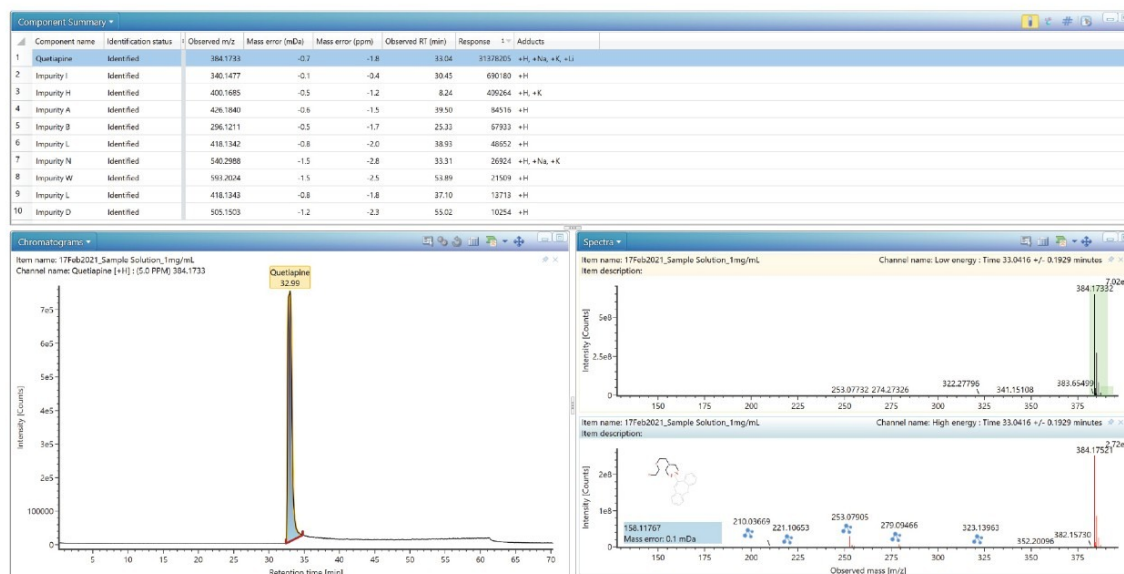 Component Summary
Component name Identification status Observed m/z Mass error (mDa) Mass error (ppm) Observed RT (min) Response Adducts
1 Quetiapine Identified 384.1733 -0.7 -1.8 33.04 31378205 +H, +Na, +K, +Li
2 Impurity I Identified 340.1477 -0.1 -0.4 30.45 690180 +H
3 Impurity H Identified 400.1685 -0.5 -1.2 8.24 409264 +H, +K
4 Impurity A Identified 426.1840 -0.6 -1.5 39.50 84516 +H
5 Impurity B Identified 296.1211 -0.5 -1.7 25.33 67933 +H
6 Impurity L Identified 418.1342 -0.8 -2.0 38.93 48652 +H
7 Impurity N Identified 540.2988 -1.5 -2.8 33.31 26924 +H, +Na, +K
8 Impurity W Identified 593.2024 -1.5 -2.5 53.89 21509 +H
9 Impurity L Identified 418.1343 -0.8 -1.8 37.10 13713 +H
10 Impurity D Identified 505.1503 -1.2 -2.3 55.02 10254 +H
Chromatograms
Item name: 17Feb2021_Sample Solution_1mg/mL
Channel name: Quetiapine [+H] : (5.0 PPM) 384.1733
Quetiapine
32.99
7e5
6e5
5e5
4e5
3e5
2e5
100000
0
Intensity [Counts]
5 10 15 20 25 30 35 40 45 50 55 60 65 70
Retention time [min]
Spectra
Item name: 17Feb2021_Sample Solution_1mg/mL Channel name: Low energy : Time 33.0416 +/- 0.1929 minutes
Item description:
7.02e
384.17332
5e8
2.5e8
0
Intensity [Counts]
253.07732 274.27326 322.27796 341.15108 383.65499
150 175 200 225 250 275 300 325 350 375
Item name: 17Feb2021_Sample Solution_1mg/mL Channel name: High energy : Time 33.0416 +/- 0.1929 minutes
Item description:
2.72e
384.17521
2e8
1e8
0
Intensity [Counts]
158.11767
Mass error: 0.1 mDa
210.03669 221.10653 253.07905 279.09466 323.13963 352.20096 382.15730
150 175 200 225 250 275 300 325 350 375
Observed mass [m/z]